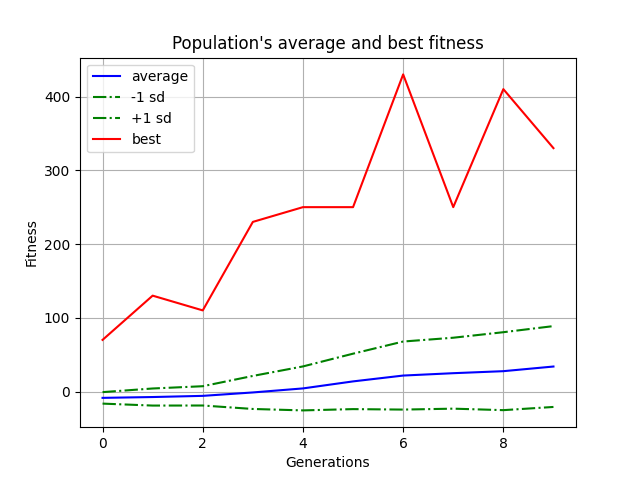 Population's average and best fitness
average
-1 sd
+1 sd
best
400
300
200
100
0
Fitness
0 2 4 6 8
Generations